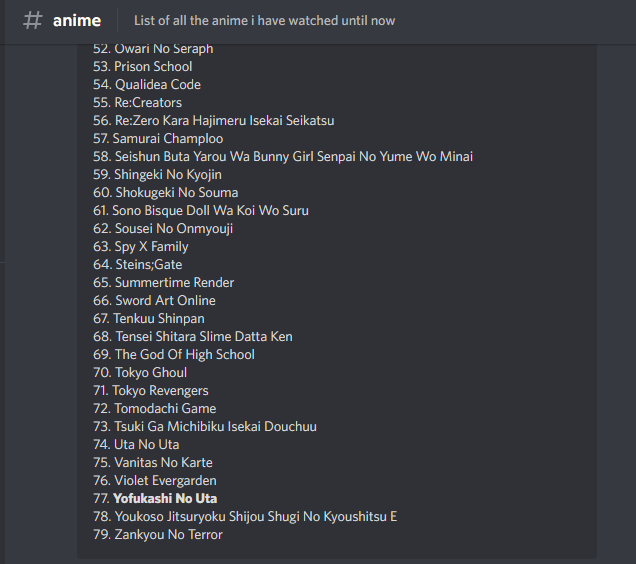 # anime List of all the anime i have watched until now
52. Owari No Seraph
53. Prison School
54. Qualidea Code
55. Re:Creators
56. Re:Zero Kara Hajimeru Isekai Seikatsu
57. Samurai Champloo
58. Seishun Buta Yarou Wa Bunny Girl Senpai No Yume Wo Minai
59. Shingeki No Kyojin
60. Shokugeki No Souma
61. Sono Bisque Doll Wa Koi Wo Suru
62. Sousei No Onmyouji
63. Spy X Family
64. Steins;Gate
65. Summertime Render
66. Sword Art Online
67. Tenkuu Shinpan
68. Tensei Shitara Slime Datta Ken
69. The God Of High School
70. Tokyo Ghoul
71. Tokyo Revengers
72. Tomodachi Game
73. Tsuki Ga Michibiku Isekai Douchuu
74. Uta No Uta
75. Vanitas No Karte
76. Violet Evergarden
77. Yofukashi No Uta
78. Youkoso Jitsuryoku Shijou Shugi No Kyoushitsu E
79. Zankyou No Terror